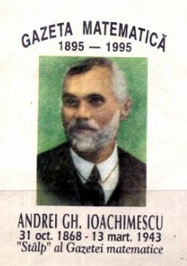 GAZETA MATEMATICĂ
1895 — 1995
ANDREI GH. IOACHIMESCU
31 oct. 1868 - 13 mart. 1943
"Stâlp" al Gazetei matematice